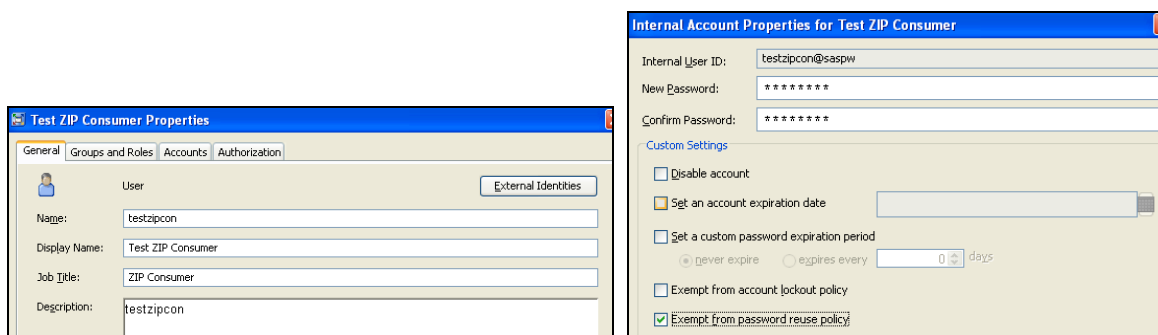 Test ZIP Consumer Properties
General Groups and Roles Accounts Authorization
User External Identities
Name: testzipcon
Display Name: Test ZIP Consumer
Job Title: ZIP Consumer
Description: testzipcon
Internal Account Properties for Test ZIP Consumer
Internal User ID: testzipcon@saspw
New Password: ********
Confirm Password: ********
Custom Settings
Disable account
Set an account expiration date
Set a custom password expiration period
never expire expires every 0 days
Exempt from account lockout policy
Exempt from password reuse policy